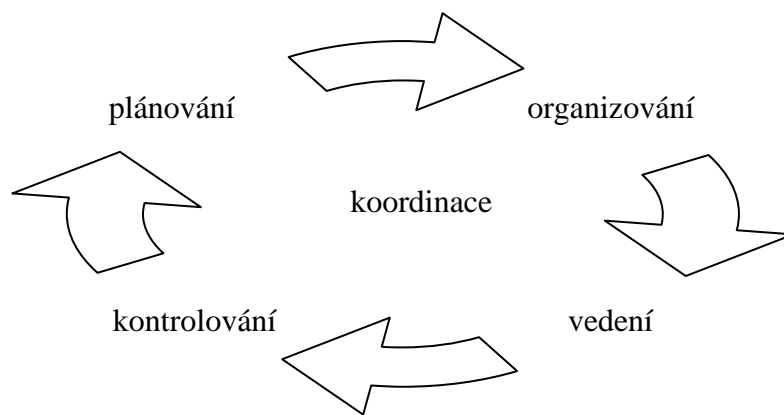 plánování
organizování
koordinace
kontrolování
vedení